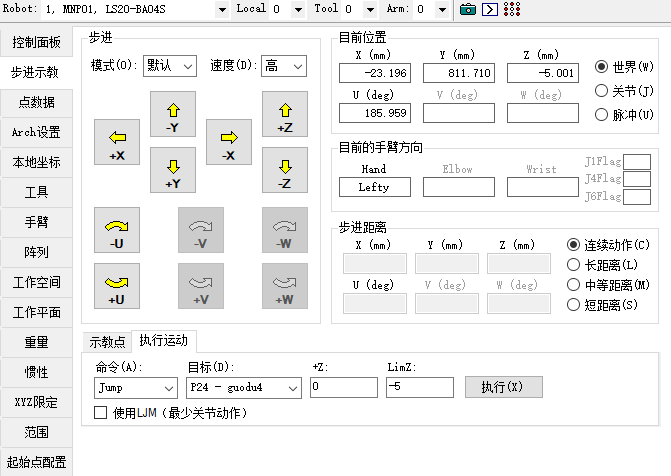 Robot: 1, MNP01, LS20-BA04S Local 0 Tool 0 Arm: 0
控制面板
步进示教
点数据
Arch设置
本地坐标
工具
手臂
阵列
工作空间
工作平面
重量
惯性
XYZ限定
范围
起始点配置
步进
模式(O): 默认 速度(D): 高
-Y
+Z
+X
-X
+Y
-Z
-U
-V
-W
+U
+V
+W
目前位置
X (mm) Y (mm) Z (mm)
-23.196 811.710 -5.001
U (deg) V (deg) W (deg)
185.959
世界(W)
关节(J)
脉冲(U)
目前的手臂方向
Hand Elbow Wrist
Lefty
J1Flag
J4Flag
J6Flag
步进距离
X (mm) Y (mm) Z (mm)
U (deg) V (deg) W (deg)
连续动作(C)
长距离(L)
中等距离(M)
短距离(S)
示教点 执行运动
命令(A): 目标(D): +Z: LimZ:
Jump P24 - guodu4 0 -5 执行(X)
使用LJM（最少关节动作）